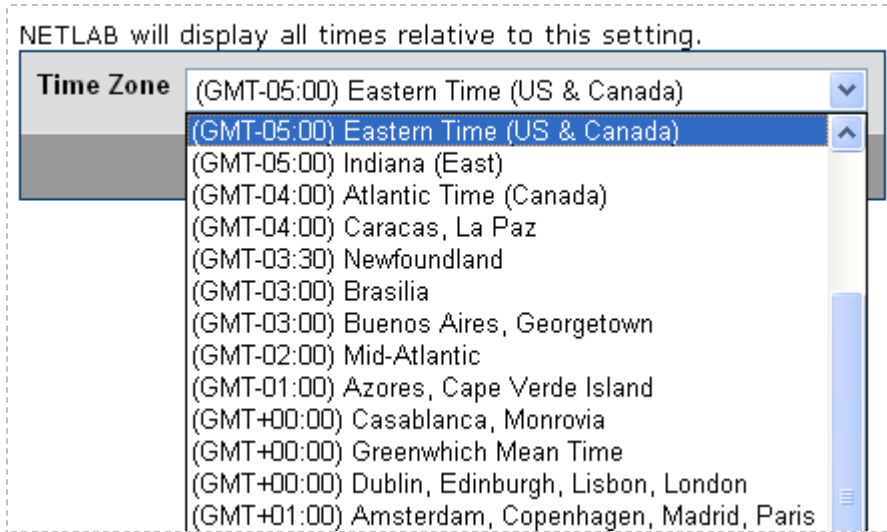 NETLAB will display all times relative to this setting.
Time Zone (GMT-05:00) Eastern Time (US & Canada)
(GMT-05:00) Eastern Time (US & Canada)
(GMT-05:00) Indiana (East)
(GMT-04:00) Atlantic Time (Canada)
(GMT-04:00) Caracas, La Paz
(GMT-03:30) Newfoundland
(GMT-03:00) Brasilia
(GMT-03:00) Buenos Aires, Georgetown
(GMT-02:00) Mid-Atlantic
(GMT-01:00) Azores, Cape Verde Island
(GMT+00:00) Casablanca, Monrovia
(GMT+00:00) Greenwhich Mean Time
(GMT+00:00) Dublin, Edinburgh, Lisbon, London
(GMT+01:00) Amsterdam, Copenhagen, Madrid, Paris